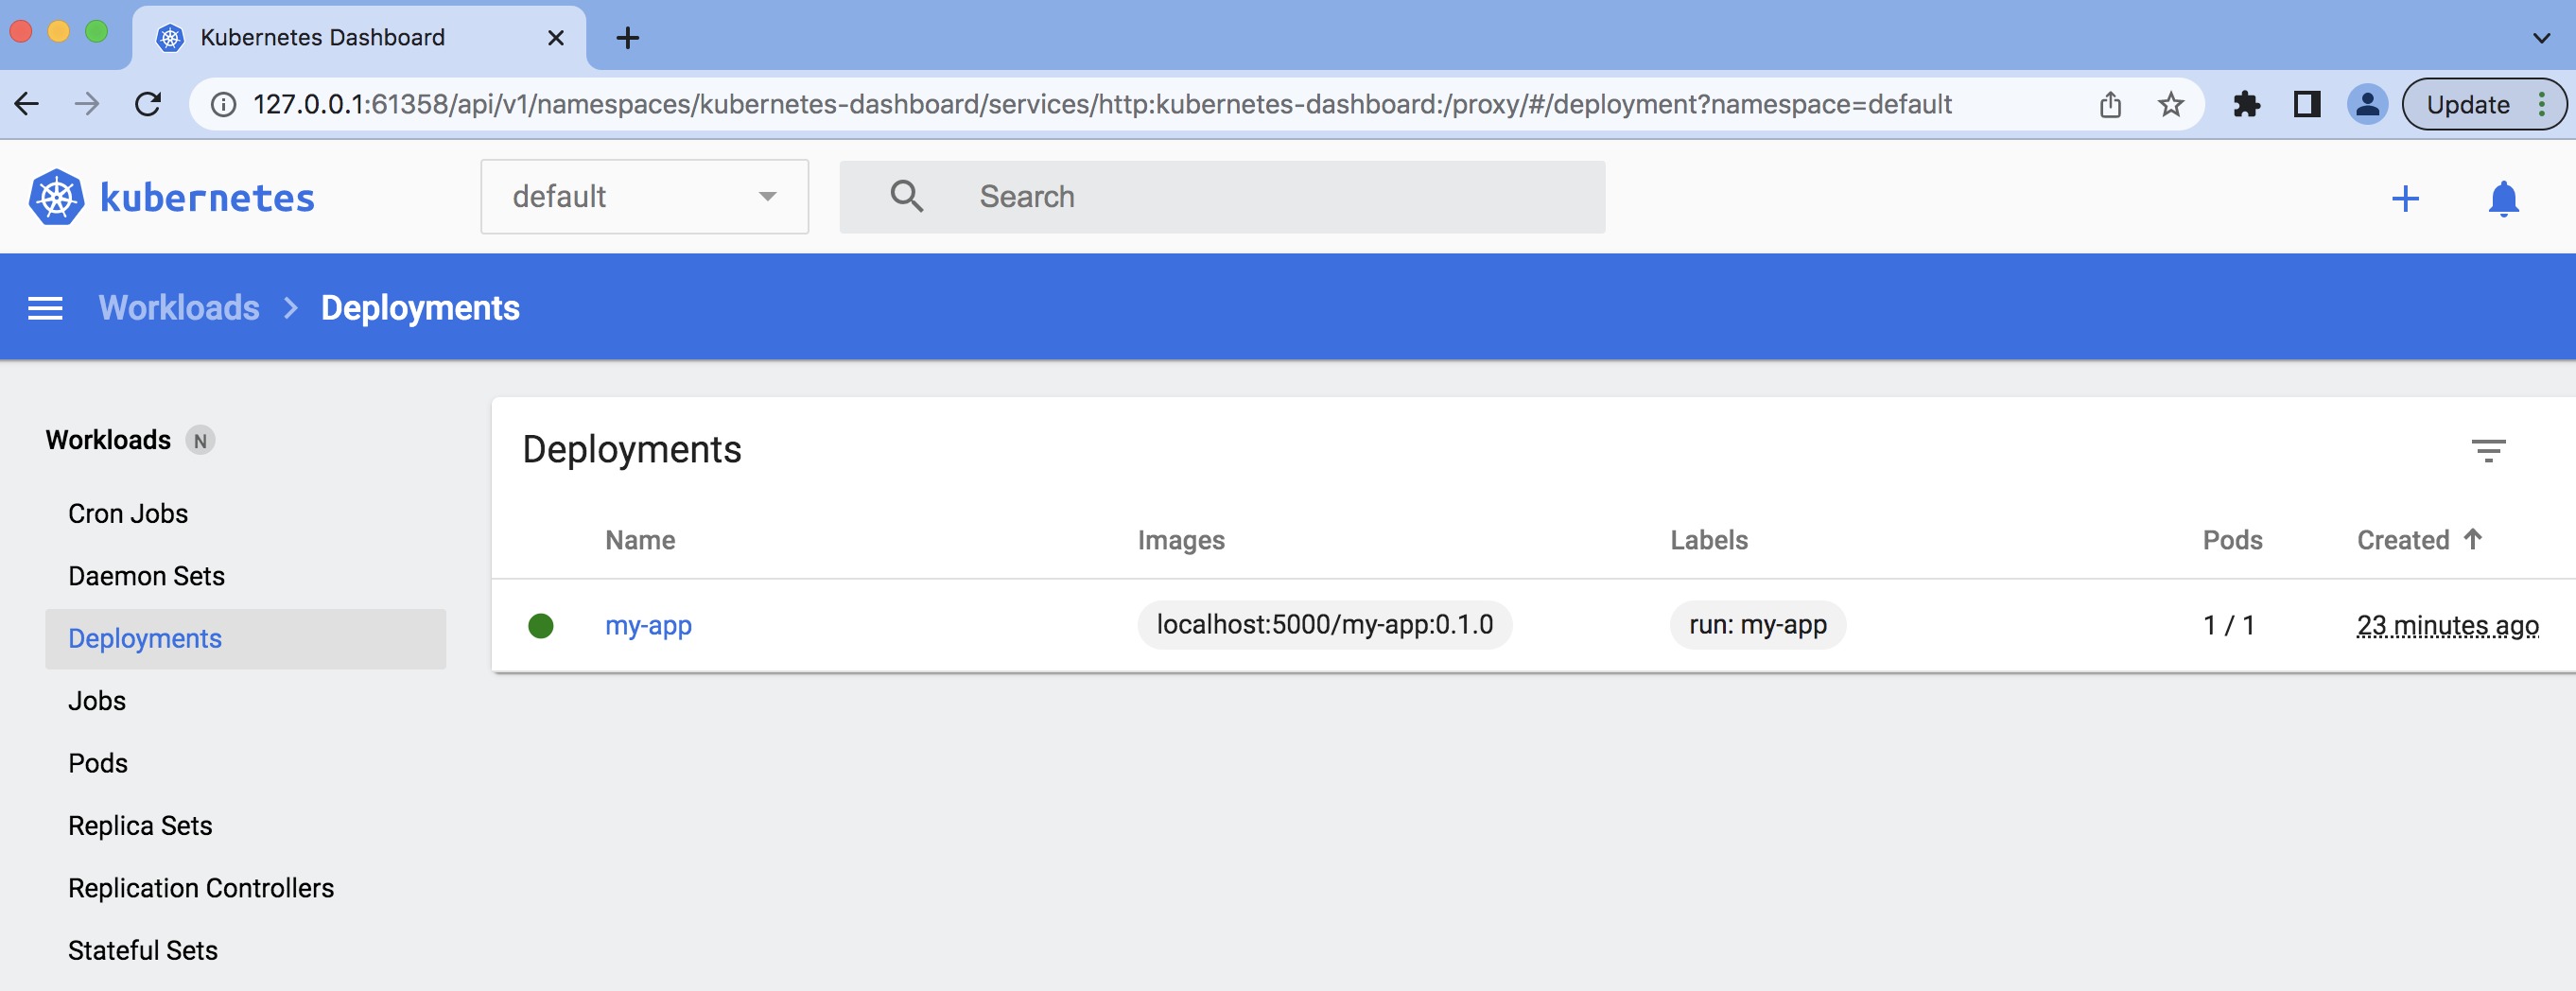 Kubernetes Dashboard
127.0.0.1:61358/api/v1/namespaces/kubernetes-dashboard/services/http:kubernetes-dashboard:/proxy/#/deployment?namespace=default
Update
kubernetes
default
Search
Workloads
Deployments
Workloads N
Cron Jobs
Daemon Sets
Deployments
Jobs
Pods
Replica Sets
Replication Controllers
Stateful Sets
Deployments
Name Images Labels Pods Created
my-app localhost:5000/my-app:0.1.0 run: my-app 1 / 1 23 minutes ago